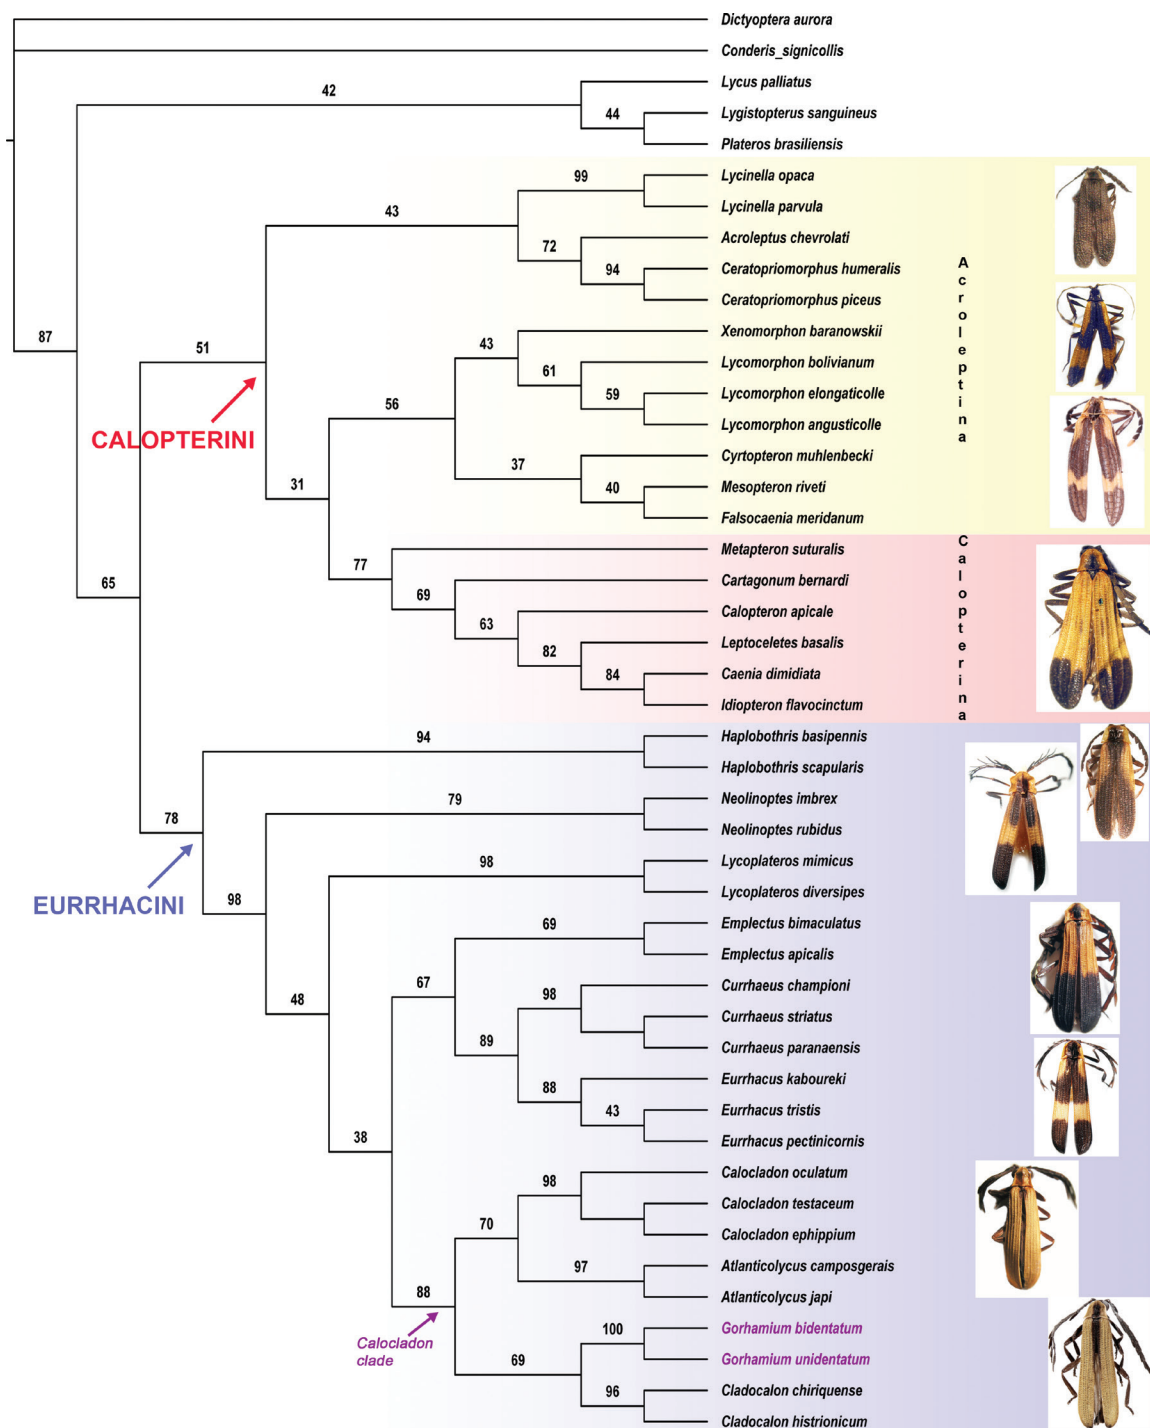 Dictyoptera aurora
Conderis_signicollis
42
Lycus palliatus
44
Lygistopterus sanguineus
Plateros brasiliensis
99
Lycinella opaca
43
Lycinella parvula
72
Acroleptus chevrolati
94
Ceratopriomorphus humeralis
Ceratopriomorphus piceus
Acroleptina
87
51
43
Xenomorphon baranowskii
61
Lycomorphon bolivianum
59
Lycomorphon elongaticolle
56
Lycomorphon angusticolle
CALOPTERINI
37
Cyrtopteron muhlenbecki
31
40
Mesopteron riveti
Falsocaenia meridanum
Calopterina
77
Metapteron suturalis
65
69
Cartagonum bernardi
63
Calopteron apicale
82
Leptoceletes basalis
84
Caenia dimidiata
Idiopteron flavocinctum
94
Haplobothris basipennis
Haplobothris scapularis
79
Neolinoptes imbrex
78
Neolinoptes rubidus
98
Lycoplateros mimicus
EURRHACINI
98
Lycoplateros diversipes
69
Emplectus bimaculatus
Emplectus apicalis
67
98
Currhaeus championi
48
Currhaeus striatus
89
Currhaeus paranaensis
88
Eurrhacus kaboureki
43
Eurrhacus tristis
38
Eurrhacus pectinicornis
98
Calocladon oculatum
Calocladon testaceum
70
Calocladon ephippium
97
Atlanticolycus camposgerais
88
Atlanticolycus japi
Calocladon
clade
100
Gorhamium bidentatum
69
Gorhamium unidentatum
96
Cladocalon chiriquense
Cladocalon histrionicum